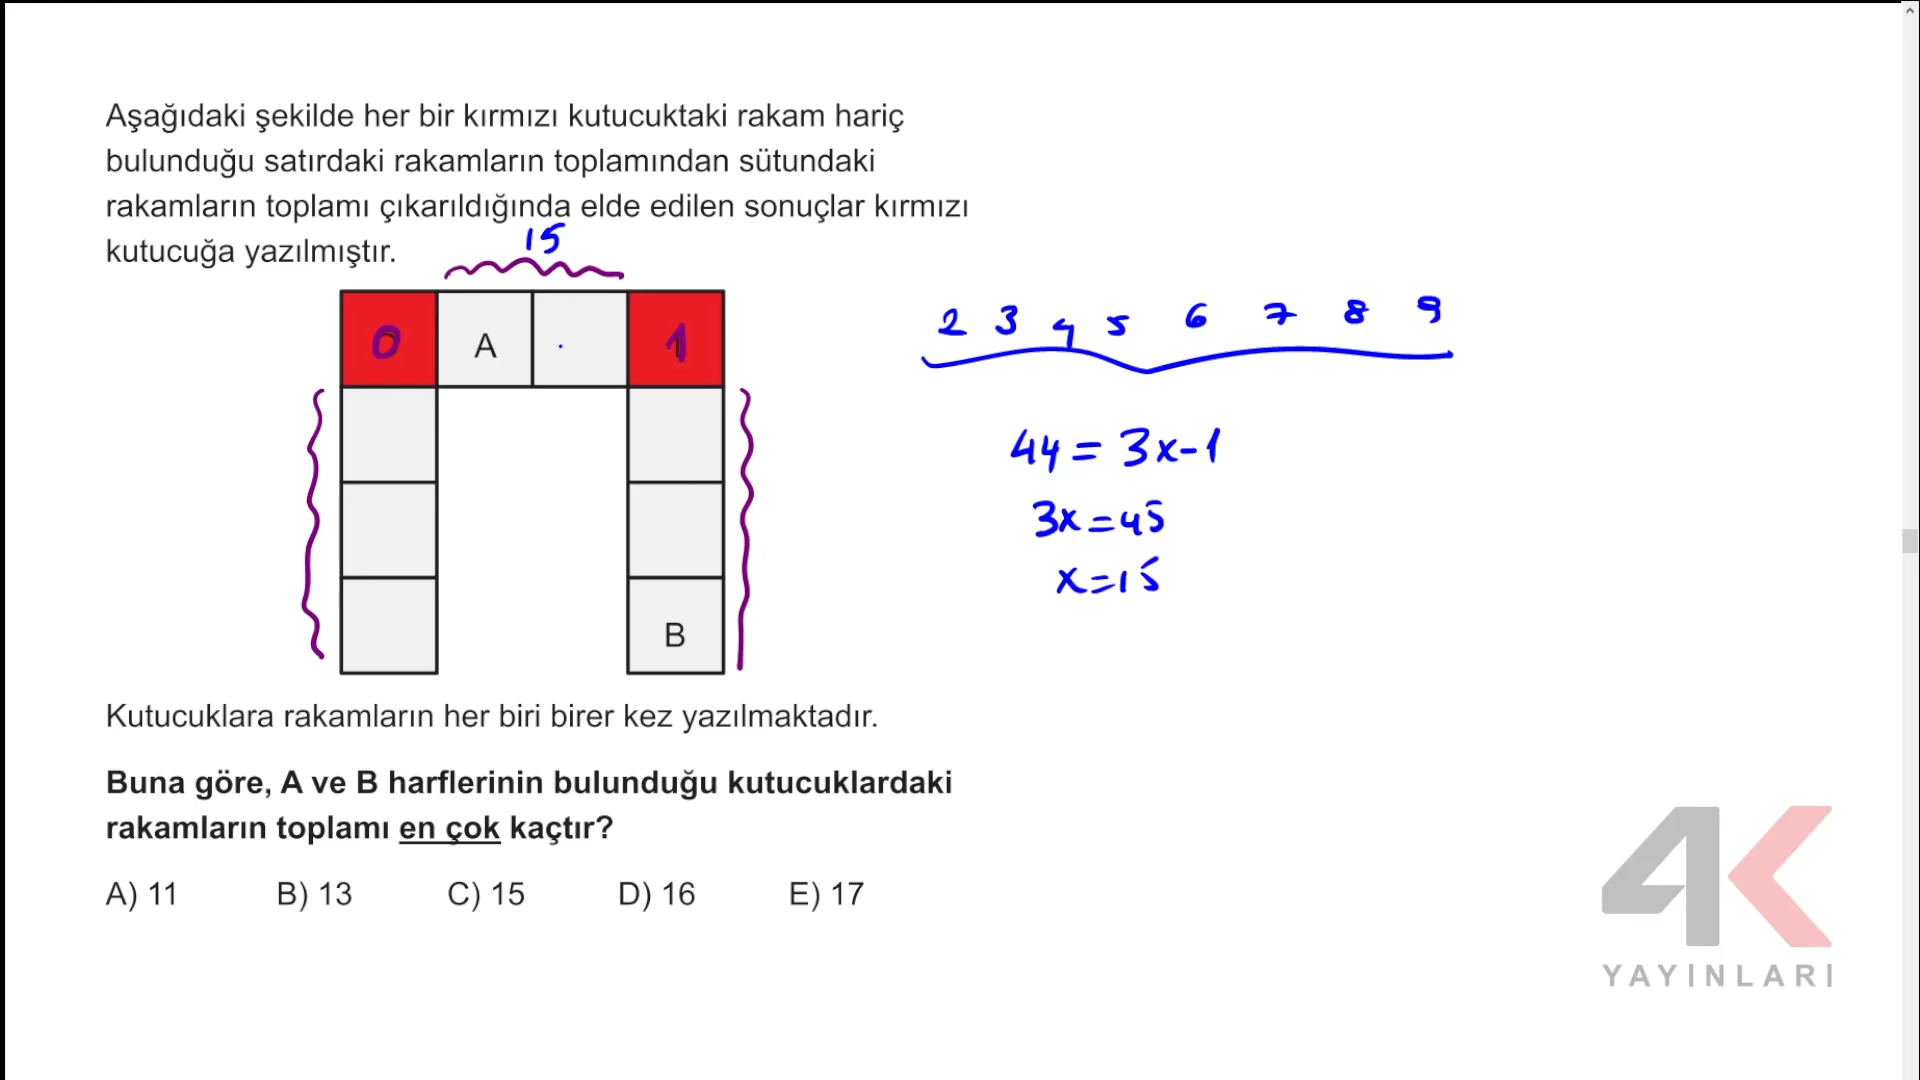 Aşağıdaki şekilde her bir kırmızı kutucuktaki rakam hariç
bulunduğu satırdaki rakamların toplamından sütundaki
rakamların toplamı çıkarıldığında elde edilen sonuçlar kırmızı
kutucuğa yazılmıştır.
15
0 A 1
B
2 3 4 5 6 7 8 9
44 = 3x-1
3x=45
x=15
Kutucuklara rakamların her biri birer kez yazılmaktadır.
Buna göre, A ve B harflerinin bulunduğu kutucuklardaki
rakamların toplamı en çok kaçtır?
A) 11 B) 13 C) 15 D) 16 E) 17
4K
YAYINLARI